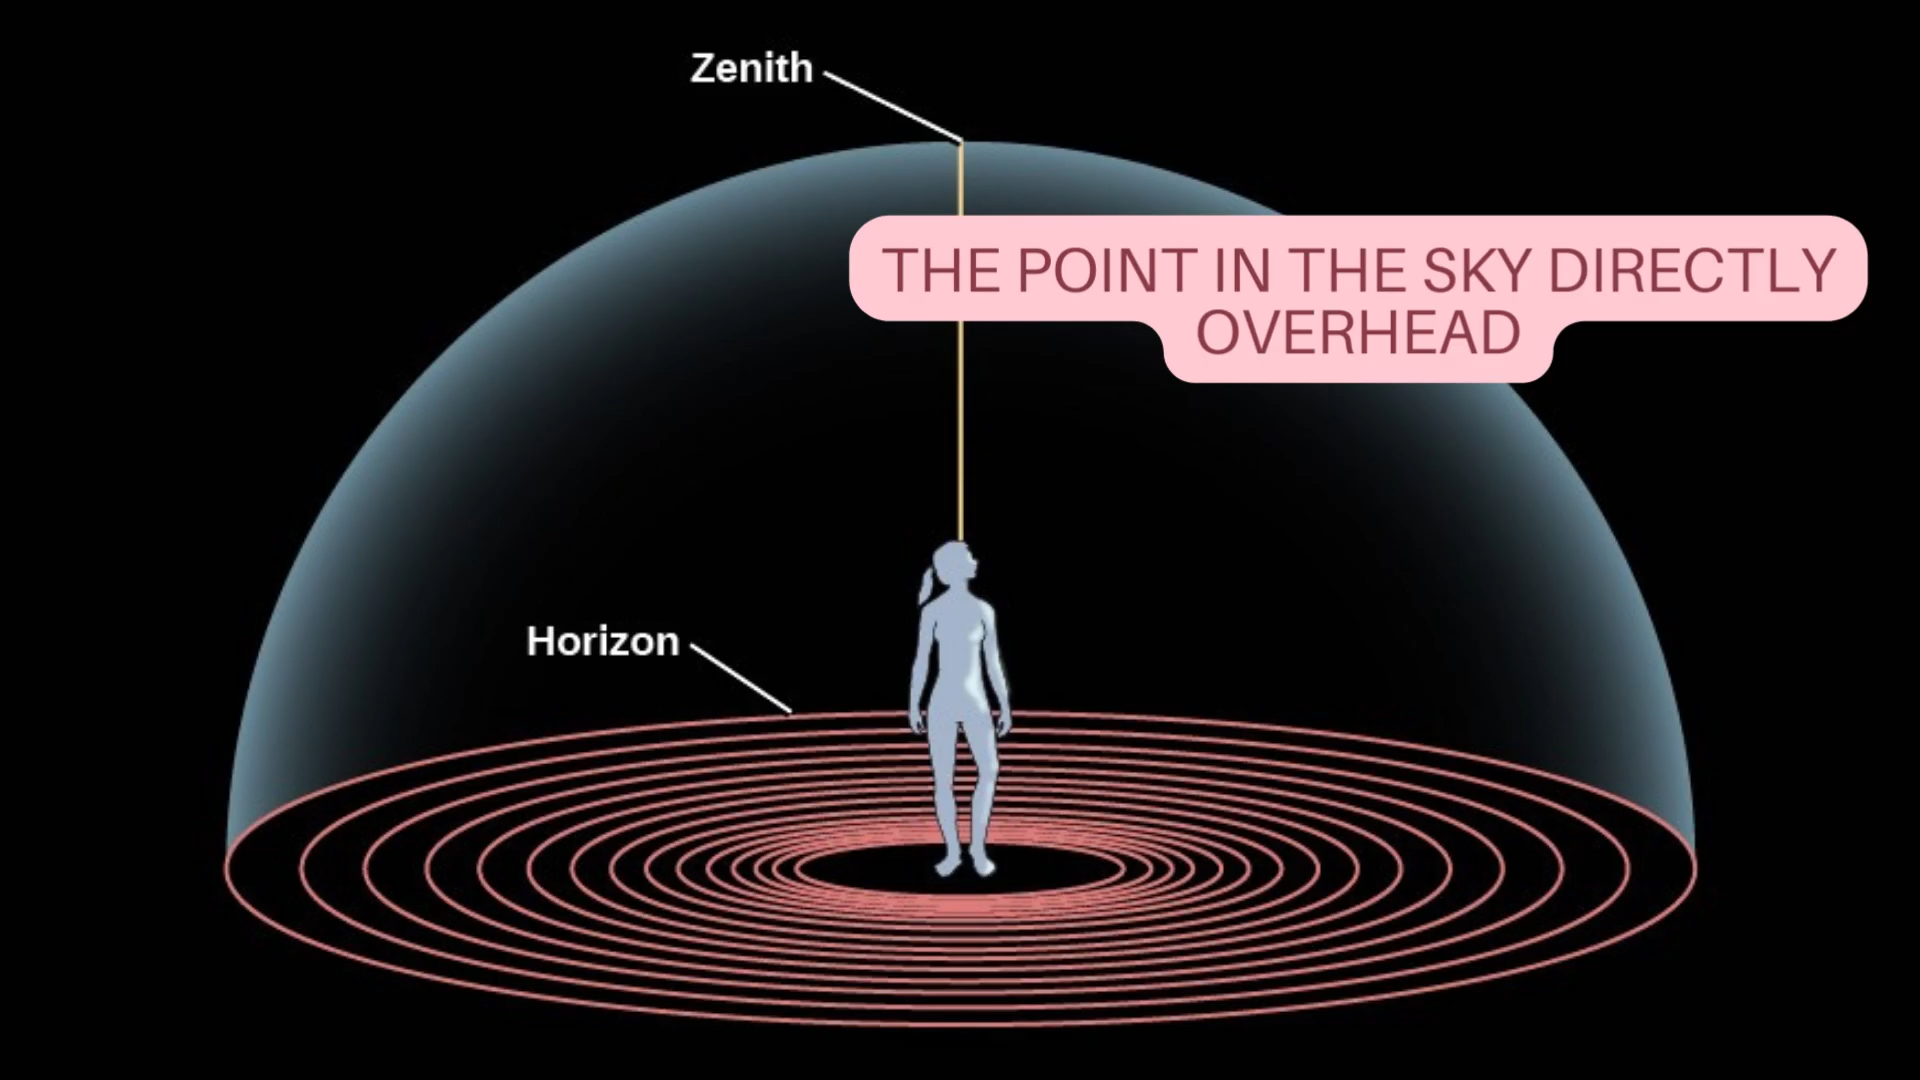 Zenith
THE POINT IN THE SKY DIRECTLY
OVERHEAD
Horizon